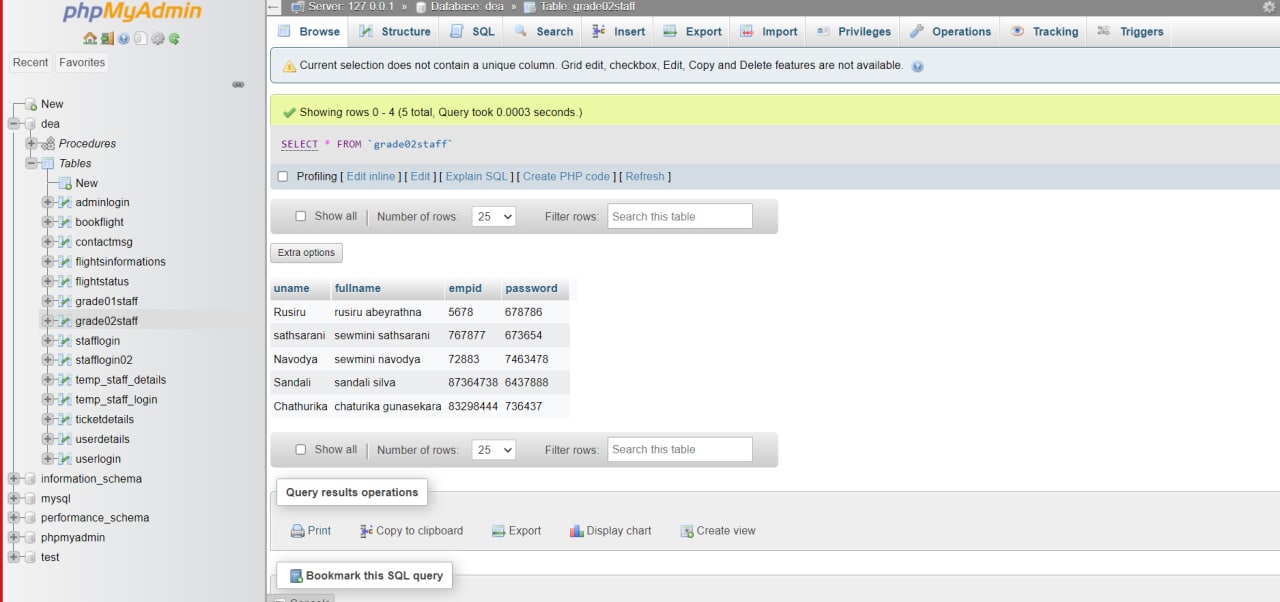 phpMyAdmin
Recent Favorites
New
dea
Procedures
Tables
New
adminlogin
bookflight
contactmsg
flightsinformations
flightstatus
grade01staff
grade02staff
stafflogin
stafflogin02
temp_staff_details
temp_staff_login
ticketdetails
userdetails
userlogin
information_schema
mysql
performance_schema
phpmyadmin
test
Server: 127.0.0.1 » Database: dea » Table: grade02staff
Browse Structure SQL Search Insert Export Import Privileges Operations Tracking Triggers
Current selection does not contain a unique column. Grid edit, checkbox, Edit, Copy and Delete features are not available.
Showing rows 0 - 4 (5 total, Query took 0.0003 seconds.)
SELECT * FROM `grade02staff`
Profiling [ Edit inline ] [ Edit ] [ Explain SQL ] [ Create PHP code ] [ Refresh ]
Show all Number of rows: 25 Filter rows: Search this table
Extra options
uname fullname empid password
Rusiru rusiru abeyrathna 5678 678786
sathsarani sewmini sathsarani 767877 673654
Navodya sewmini navodya 72883 7463478
Sandali sandali silva 87364738 6437888
Chathurika chaturika gunasekara 83298444 736437
Show all Number of rows: 25 Filter rows: Search this table
Query results operations
Print Copy to clipboard Export Display chart Create view
Bookmark this SQL query
Console